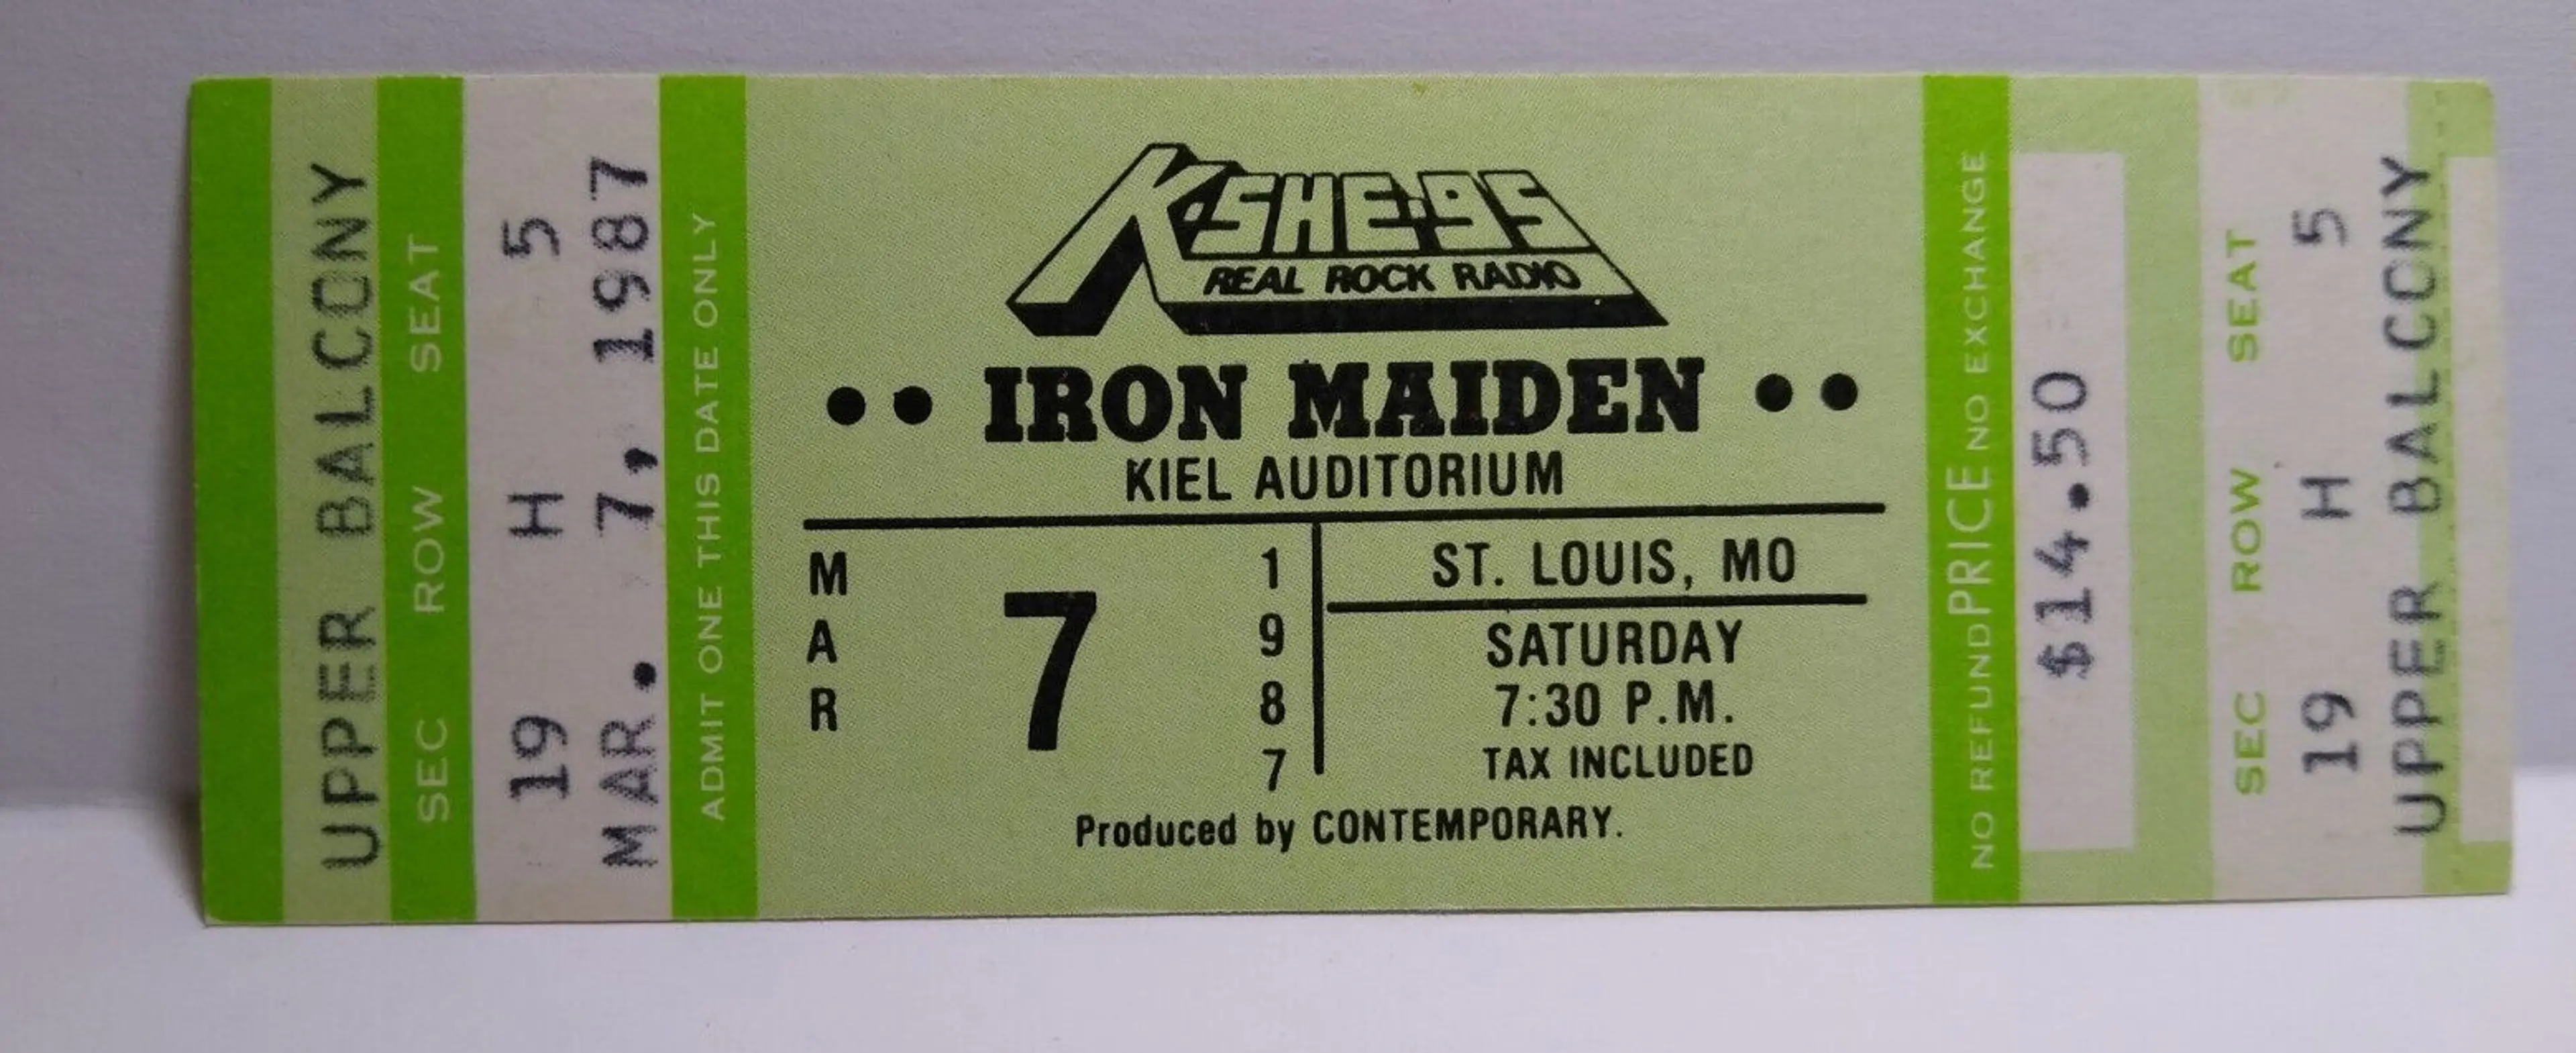 UPPER BALCONY
SEC ROW SEAT
19 H 5
MAR. 7, 1987
ADMIT ONE THIS DATE ONLY
K-SHE-95
REAL ROCK RADIO
•• IRON MAIDEN ••
KIEL AUDITORIUM
MAR
7
1987
ST. LOUIS, MO
SATURDAY
7:30 P.M.
TAX INCLUDED
Produced by CONTEMPORARY.
NO REFUND PRICE NO EXCHANGE
$14.50
SEC ROW SEAT
19 H 5
UPPER BALCONY